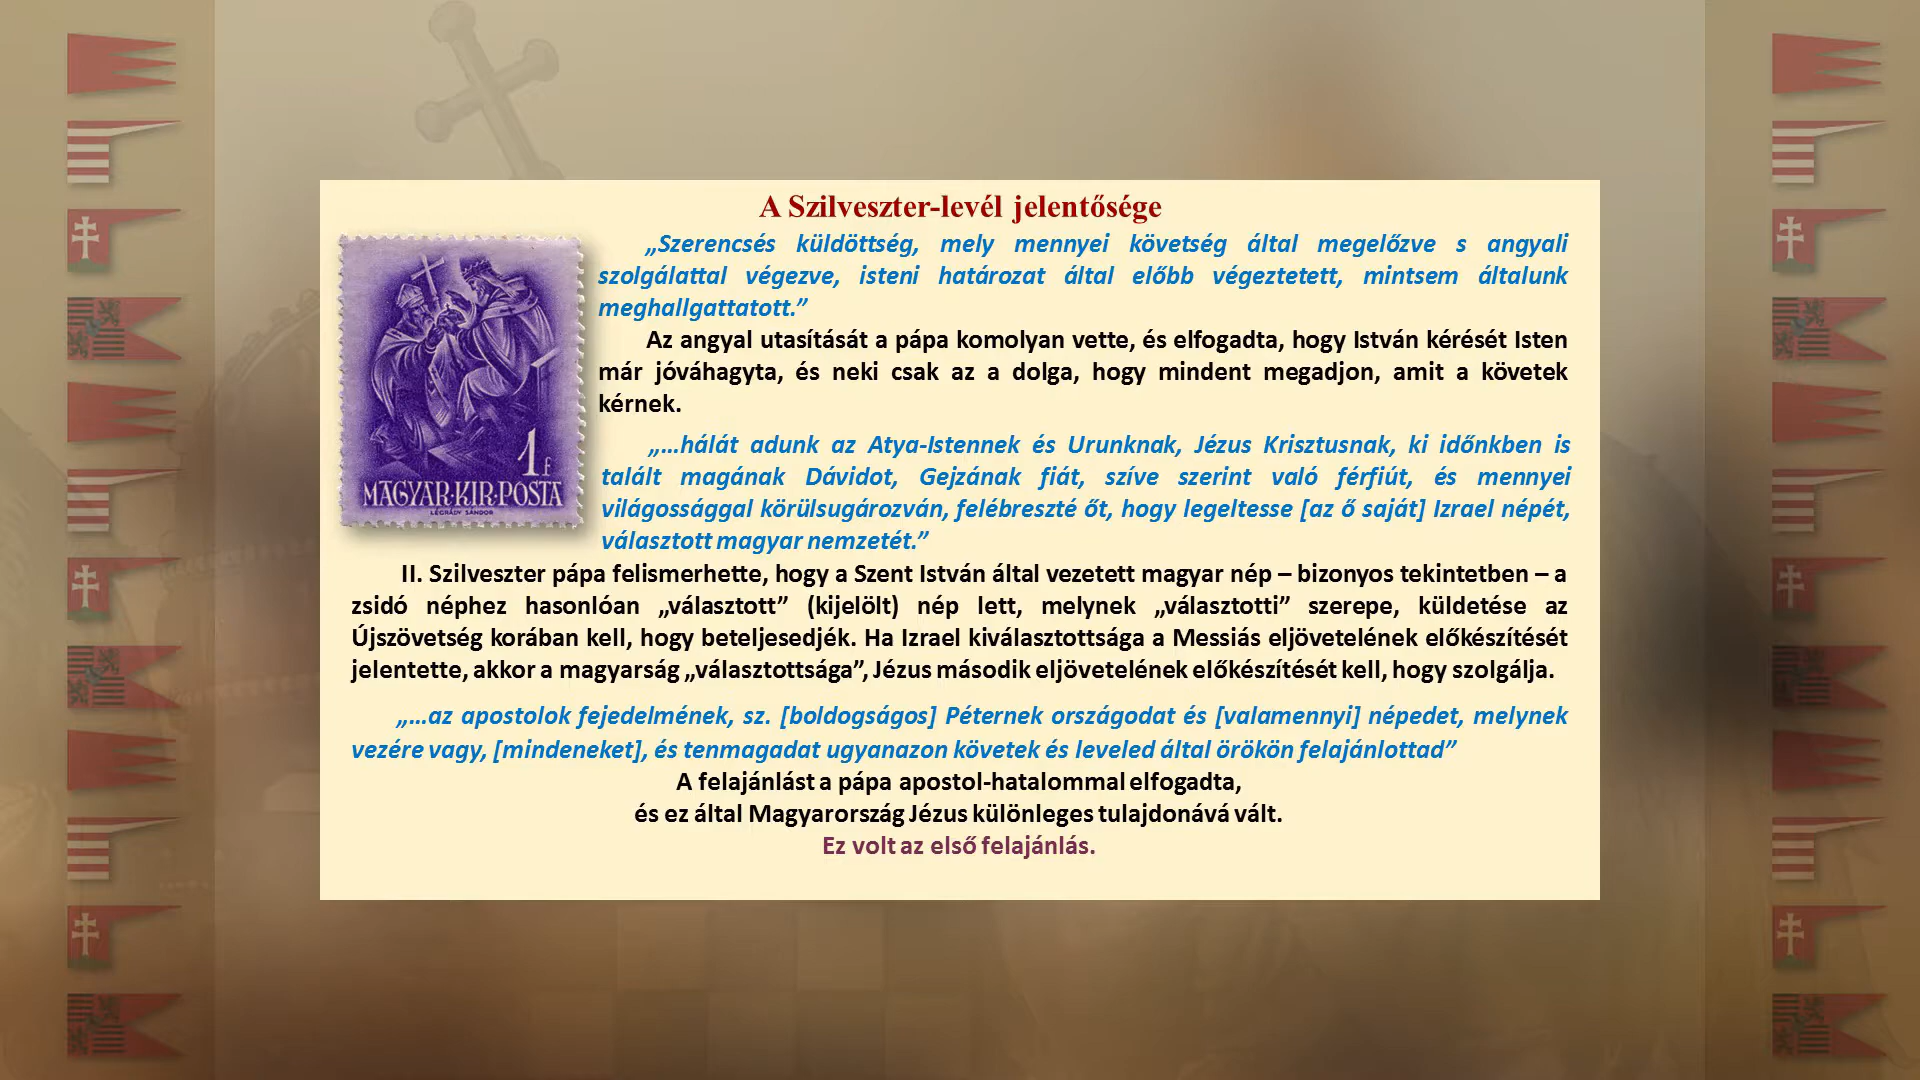 A Szilveszter-levél jelentősége
„Szerencsés küldöttség, mely mennyei követség által megelőzve s angyali
szolgálattal végezve, isteni határozat által előbb végeztetett, mintsem általunk
meghallgattatott.”
Az angyal utasítását a pápa komolyan vette, és elfogadta, hogy István kérését Isten
már jóváhagyta, és neki csak az a dolga, hogy mindent megadjon, amit a követek
kérnek.
„...hálát adunk az Atya-Istennek és Urunknak, Jézus Krisztusnak, ki időnkben is
talált magának Dávidot, Gejzának fiát, szíve szerint való férfiút, és mennyei
világossággal körülsugározván, felébreszté őt, hogy legeltesse [az ő saját] Izrael népét,
választott magyar nemzetét.”
1 f
MAGYAR·KIR·POSTA
LÉGRÁDY SÁNDOR
II. Szilveszter pápa felismerhette, hogy a Szent István által vezetett magyar nép – bizonyos tekintetben – a
zsidó néphez hasonlóan „választott” (kijelölt) nép lett, melynek „választotti” szerepe, küldetése az
Újszövetség korában kell, hogy beteljesedjék. Ha Izrael kiválasztottsága a Messiás eljövetelének előkészítését
jelentette, akkor a magyarság „választottsága”, Jézus második eljövetelének előkészítését kell, hogy szolgálja.
„...az apostolok fejedelmének, sz. [boldogságos] Péternek országodat és [valamennyi] népedet, melynek
vezére vagy, [mindeneket], és tenmagadat ugyanazon követek és leveled által örökön felajánlottad”
A felajánlást a pápa apostol-hatalommal elfogadta,
és ez által Magyarország Jézus különleges tulajdonává vált.
Ez volt az első felajánlás.